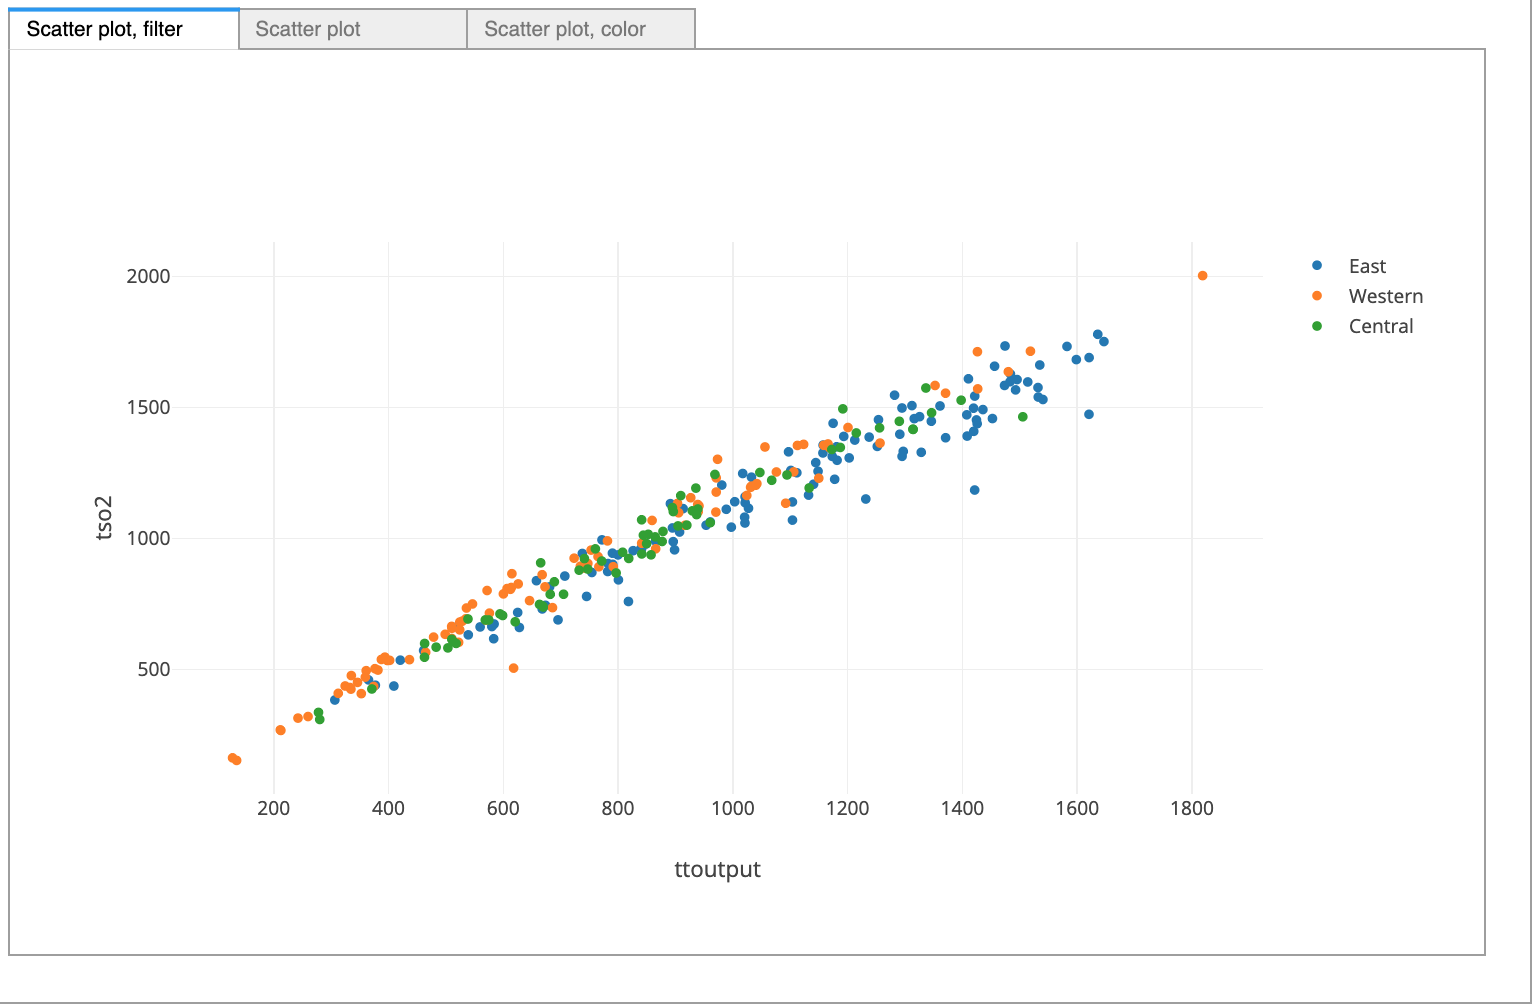 Scatter plot, filter
Scatter plot
Scatter plot, color
2000
1500
1000
500
tso2
200 400 600 800 1000 1200 1400 1600 1800
ttoutput
East
Western
Central